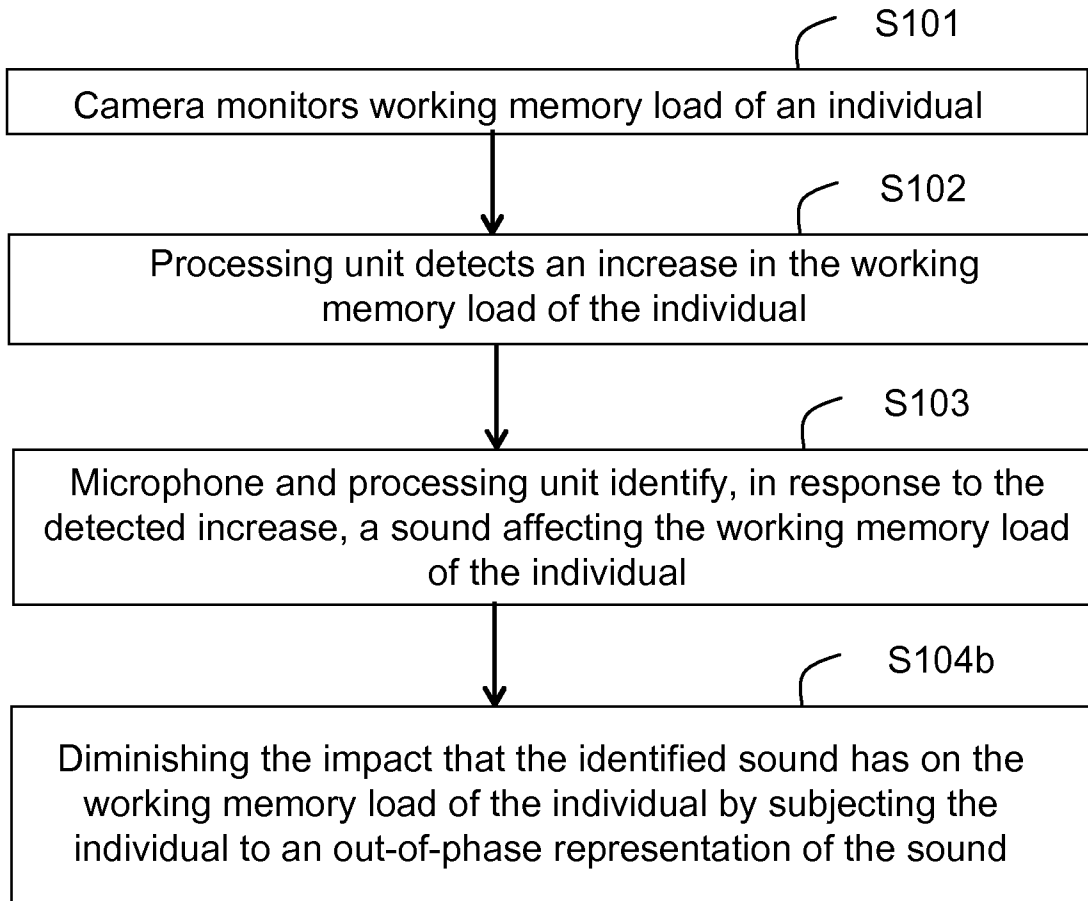 S101
Camera monitors working memory load of an individual
S102
Processing unit detects an increase in the working
memory load of the individual
S103
Microphone and processing unit identify, in response to the
detected increase, a sound affecting the working memory load
of the individual
S104b
Diminishing the impact that the identified sound has on the
working memory load of the individual by subjecting the
individual to an out-of-phase representation of the sound